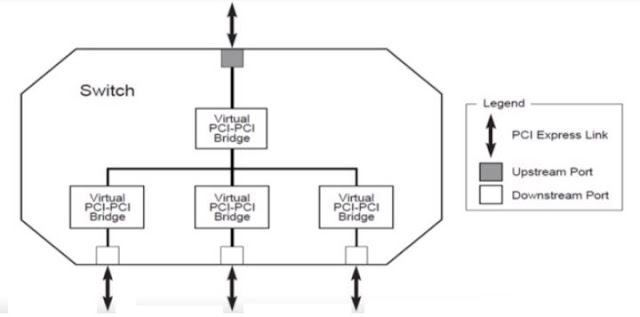 Switch
Virtual
PCI-PCI
Bridge
Virtual
PCI-PCI
Bridge
Virtual
PCI-PCI
Bridge
Virtual
PCI-PCI
Bridge
Legend
PCI Express Link
Upstream Port
Downstream Port